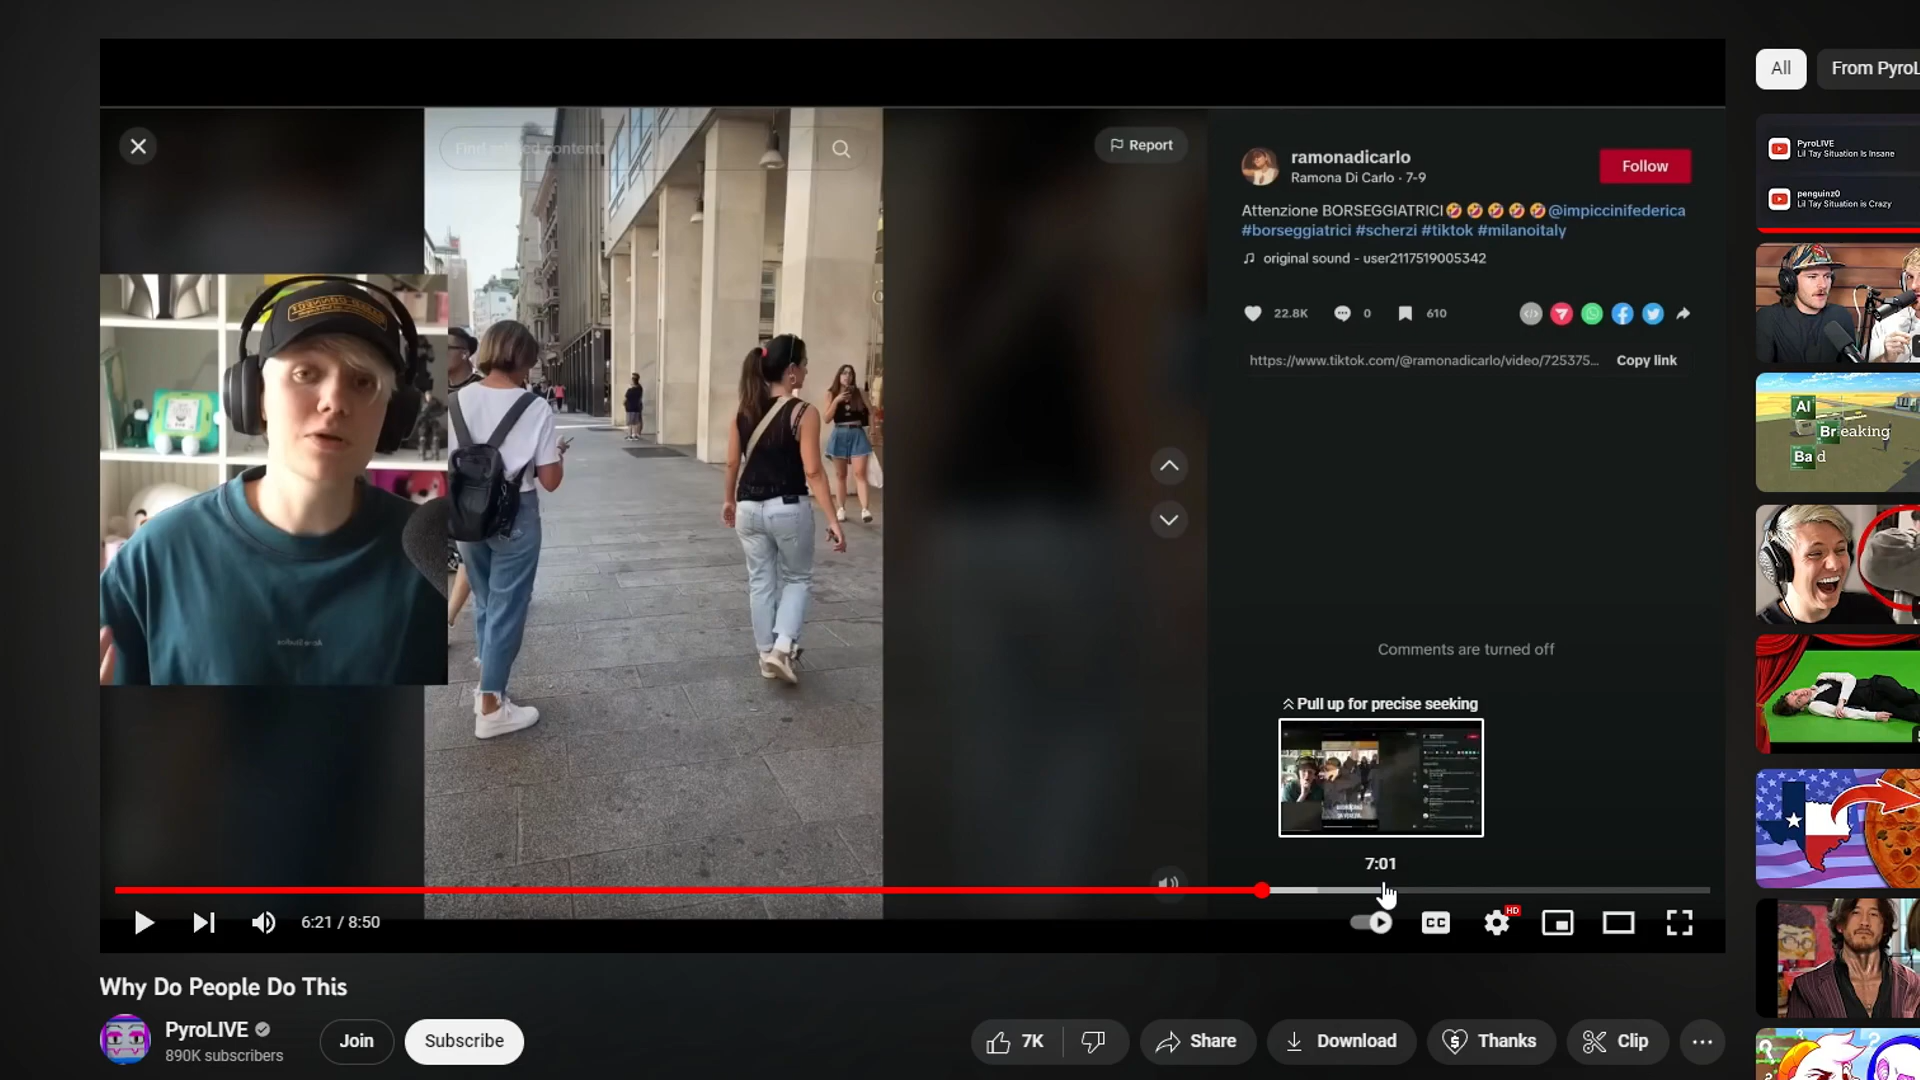 Report
ramonadicarlo
Ramona Di Carlo · 7-9
Follow
Attenzione BORSEGGIATRICI🤣🤣🤣🤣🤣@impiccinifederica
#borseggiatrici #scherzi #tiktok #milanoitaly
original sound - user2117519005342
22.8K
0
610
https://www.tiktok.com/@ramonadicarlo/video/725375...
Copy link
Comments are turned off
Pull up for precise seeking
7:01
6:21 / 8:50
CC
HD
Why Do People Do This
PyroLIVE
890K subscribers
Join
Subscribe
7K
Share
Download
Thanks
Clip
All
From PyroL
PyroLIVE
Lil Tay Situation Is Insane
penguinz0
Lil Tay Situation is Crazy
Al
Breaking
Bad